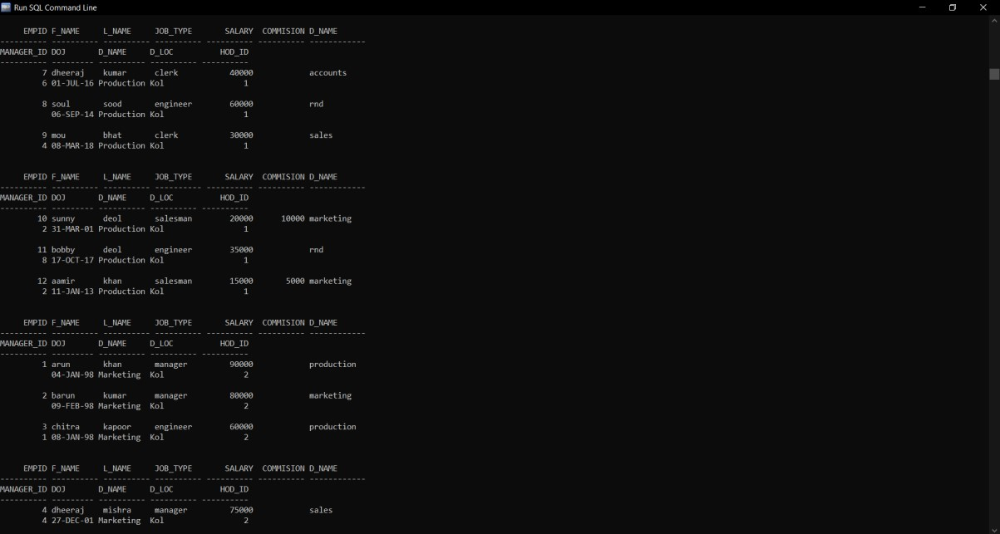 Run SQL Command Line
EMPID F_NAME L_NAME JOB_TYPE SALARY COMMISION D_NAME
---------- ---------- ---------- ---------- ---------- ---------- ------------
MANAGER_ID DOJ D_NAME D_LOC HOD_ID
---------- --------- ---------- ---------- ----------
7 dheeraj kumar clerk 40000 accounts
6 01-JUL-16 Production Kol 1
8 soul sood engineer 60000 rnd
06-SEP-14 Production Kol 1
9 mou bhat clerk 30000 sales
4 08-MAR-18 Production Kol 1
EMPID F_NAME L_NAME JOB_TYPE SALARY COMMISION D_NAME
---------- ---------- ---------- ---------- ---------- ---------- ------------
MANAGER_ID DOJ D_NAME D_LOC HOD_ID
---------- --------- ---------- ---------- ----------
10 sunny deol salesman 20000 10000 marketing
2 31-MAR-01 Production Kol 1
11 bobby deol engineer 35000 rnd
8 17-OCT-17 Production Kol 1
12 aamir khan salesman 15000 5000 marketing
2 11-JAN-13 Production Kol 1
EMPID F_NAME L_NAME JOB_TYPE SALARY COMMISION D_NAME
---------- ---------- ---------- ---------- ---------- ---------- ------------
MANAGER_ID DOJ D_NAME D_LOC HOD_ID
---------- --------- ---------- ---------- ----------
1 arun khan manager 90000 production
04-JAN-98 Marketing Kol 2
2 barun kumar manager 80000 marketing
09-FEB-98 Marketing Kol 2
3 chitra kapoor engineer 60000 production
1 08-JAN-98 Marketing Kol 2
EMPID F_NAME L_NAME JOB_TYPE SALARY COMMISION D_NAME
---------- ---------- ---------- ---------- ---------- ---------- ------------
MANAGER_ID DOJ D_NAME D_LOC HOD_ID
---------- --------- ---------- ---------- ----------
4 dheeraj mishra manager 75000 sales
4 27-DEC-01 Marketing Kol 2